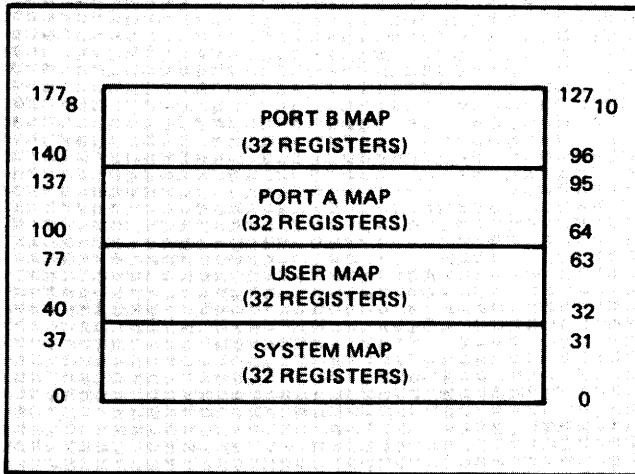 177₈ PORT B MAP 127₁₀
(32 REGISTERS)
140 96
137 PORT A MAP 95
(32 REGISTERS)
100 64
77 USER MAP 63
(32 REGISTERS)
40 32
37 SYSTEM MAP 31
(32 REGISTERS)
0 0